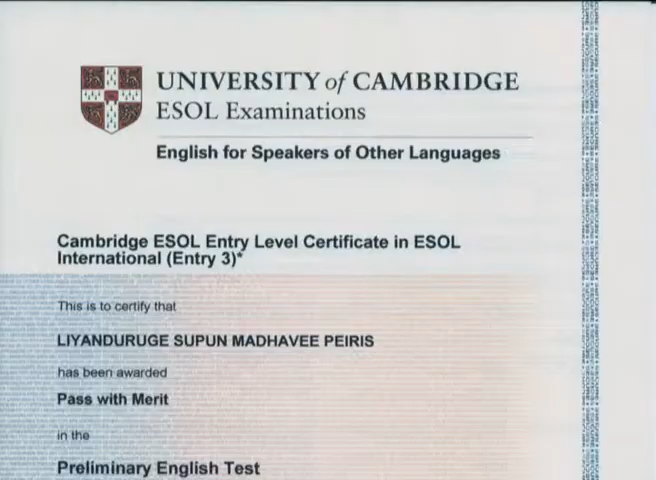 UNIVERSITY of CAMBRIDGE
ESOL Examinations
English for Speakers of Other Languages
Cambridge ESOL Entry Level Certificate in ESOL
International (Entry 3)*
This is to certify that
LIYANDURUGE SUPUN MADHAVEE PEIRIS
has been awarded
Pass with Merit
in the
Preliminary English Test